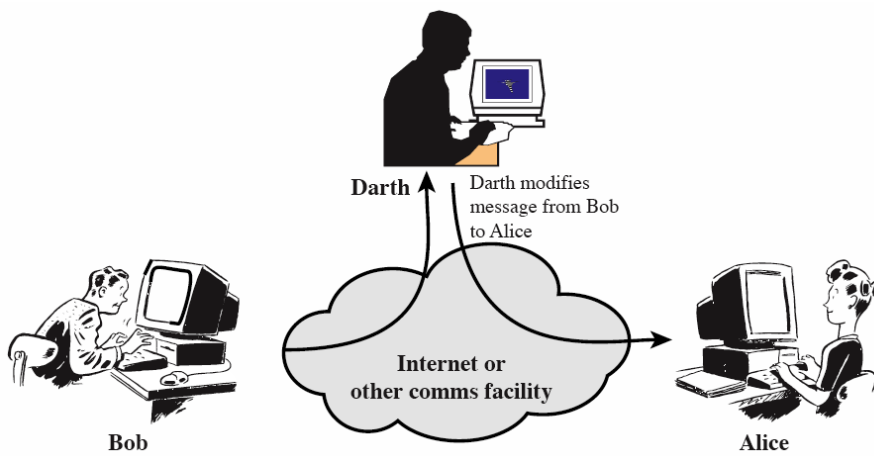 Darth
Darth modifies
message from Bob
to Alice
Internet or
other comms facility
Bob
Alice